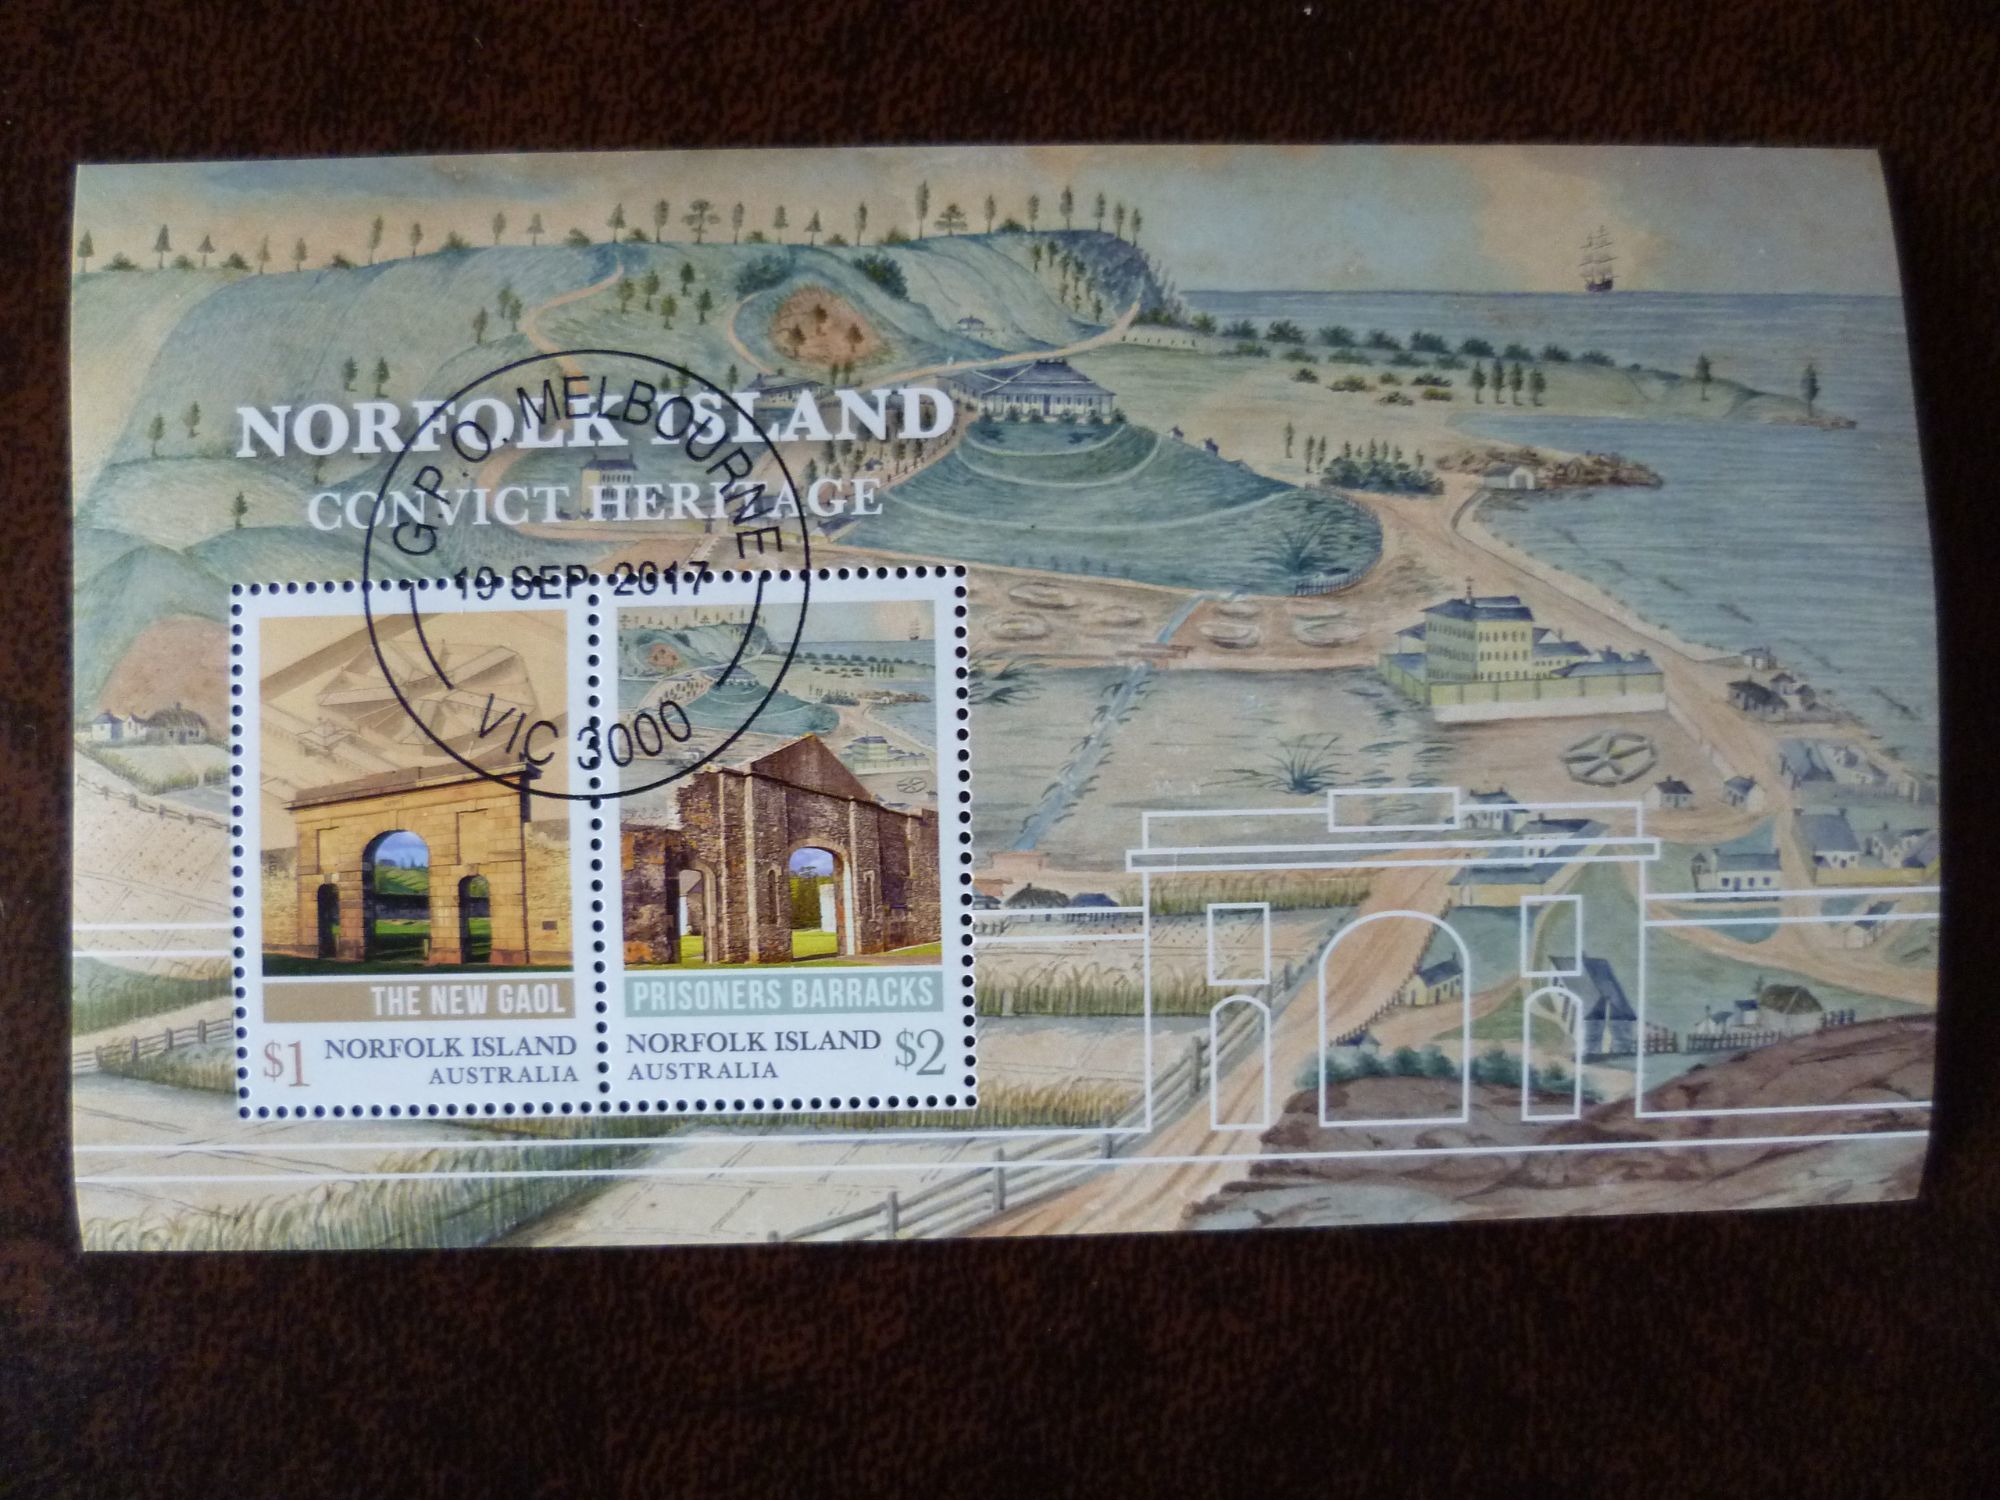 NORFOLK ISLAND
CONVICT HERITAGE
G.P.O. MELBOURNE
19 SEP 2017
VIC 3000
2017
THE NEW GAOL
$1 NORFOLK ISLAND
AUSTRALIA
PRISONERS BARRACKS
NORFOLK ISLAND $2
AUSTRALIA